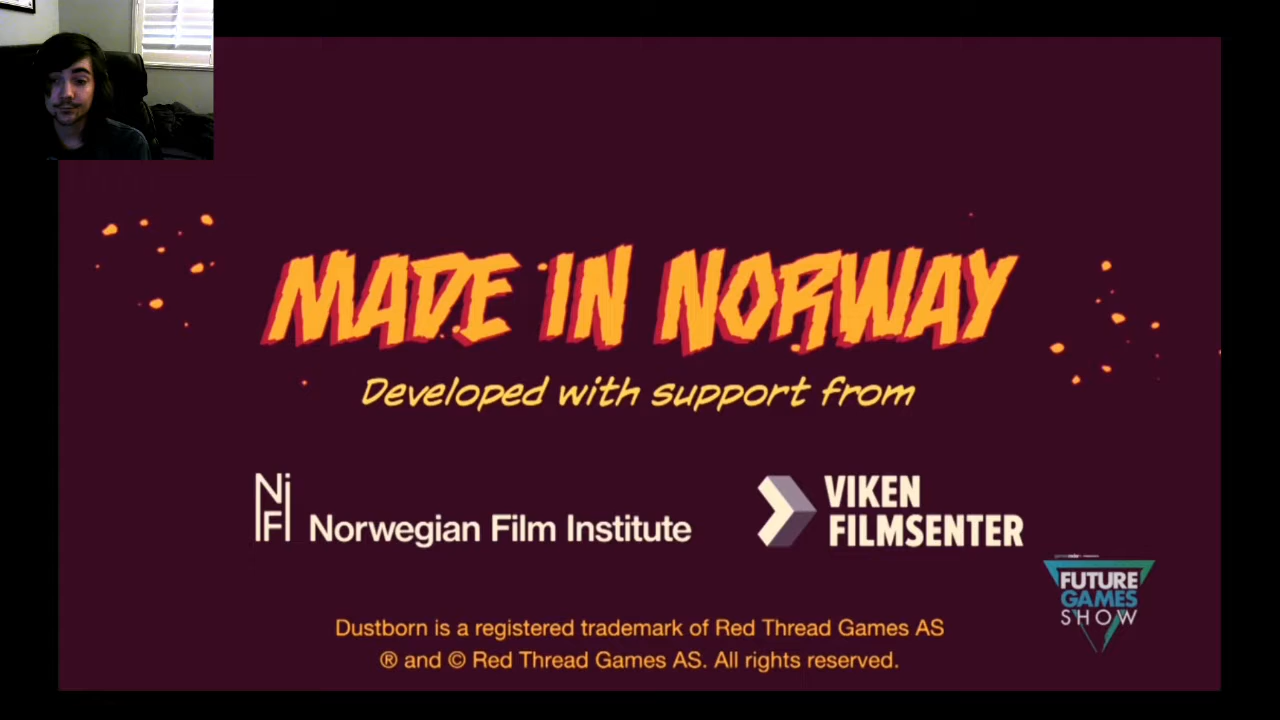 MADE IN NORWAY
Developed with support from
NFi
Norwegian Film Institute
VIKEN
FILMSENTER
FUTURE
GAMES
SHOW
Dustborn is a registered trademark of Red Thread Games AS
® and © Red Thread Games AS. All rights reserved.